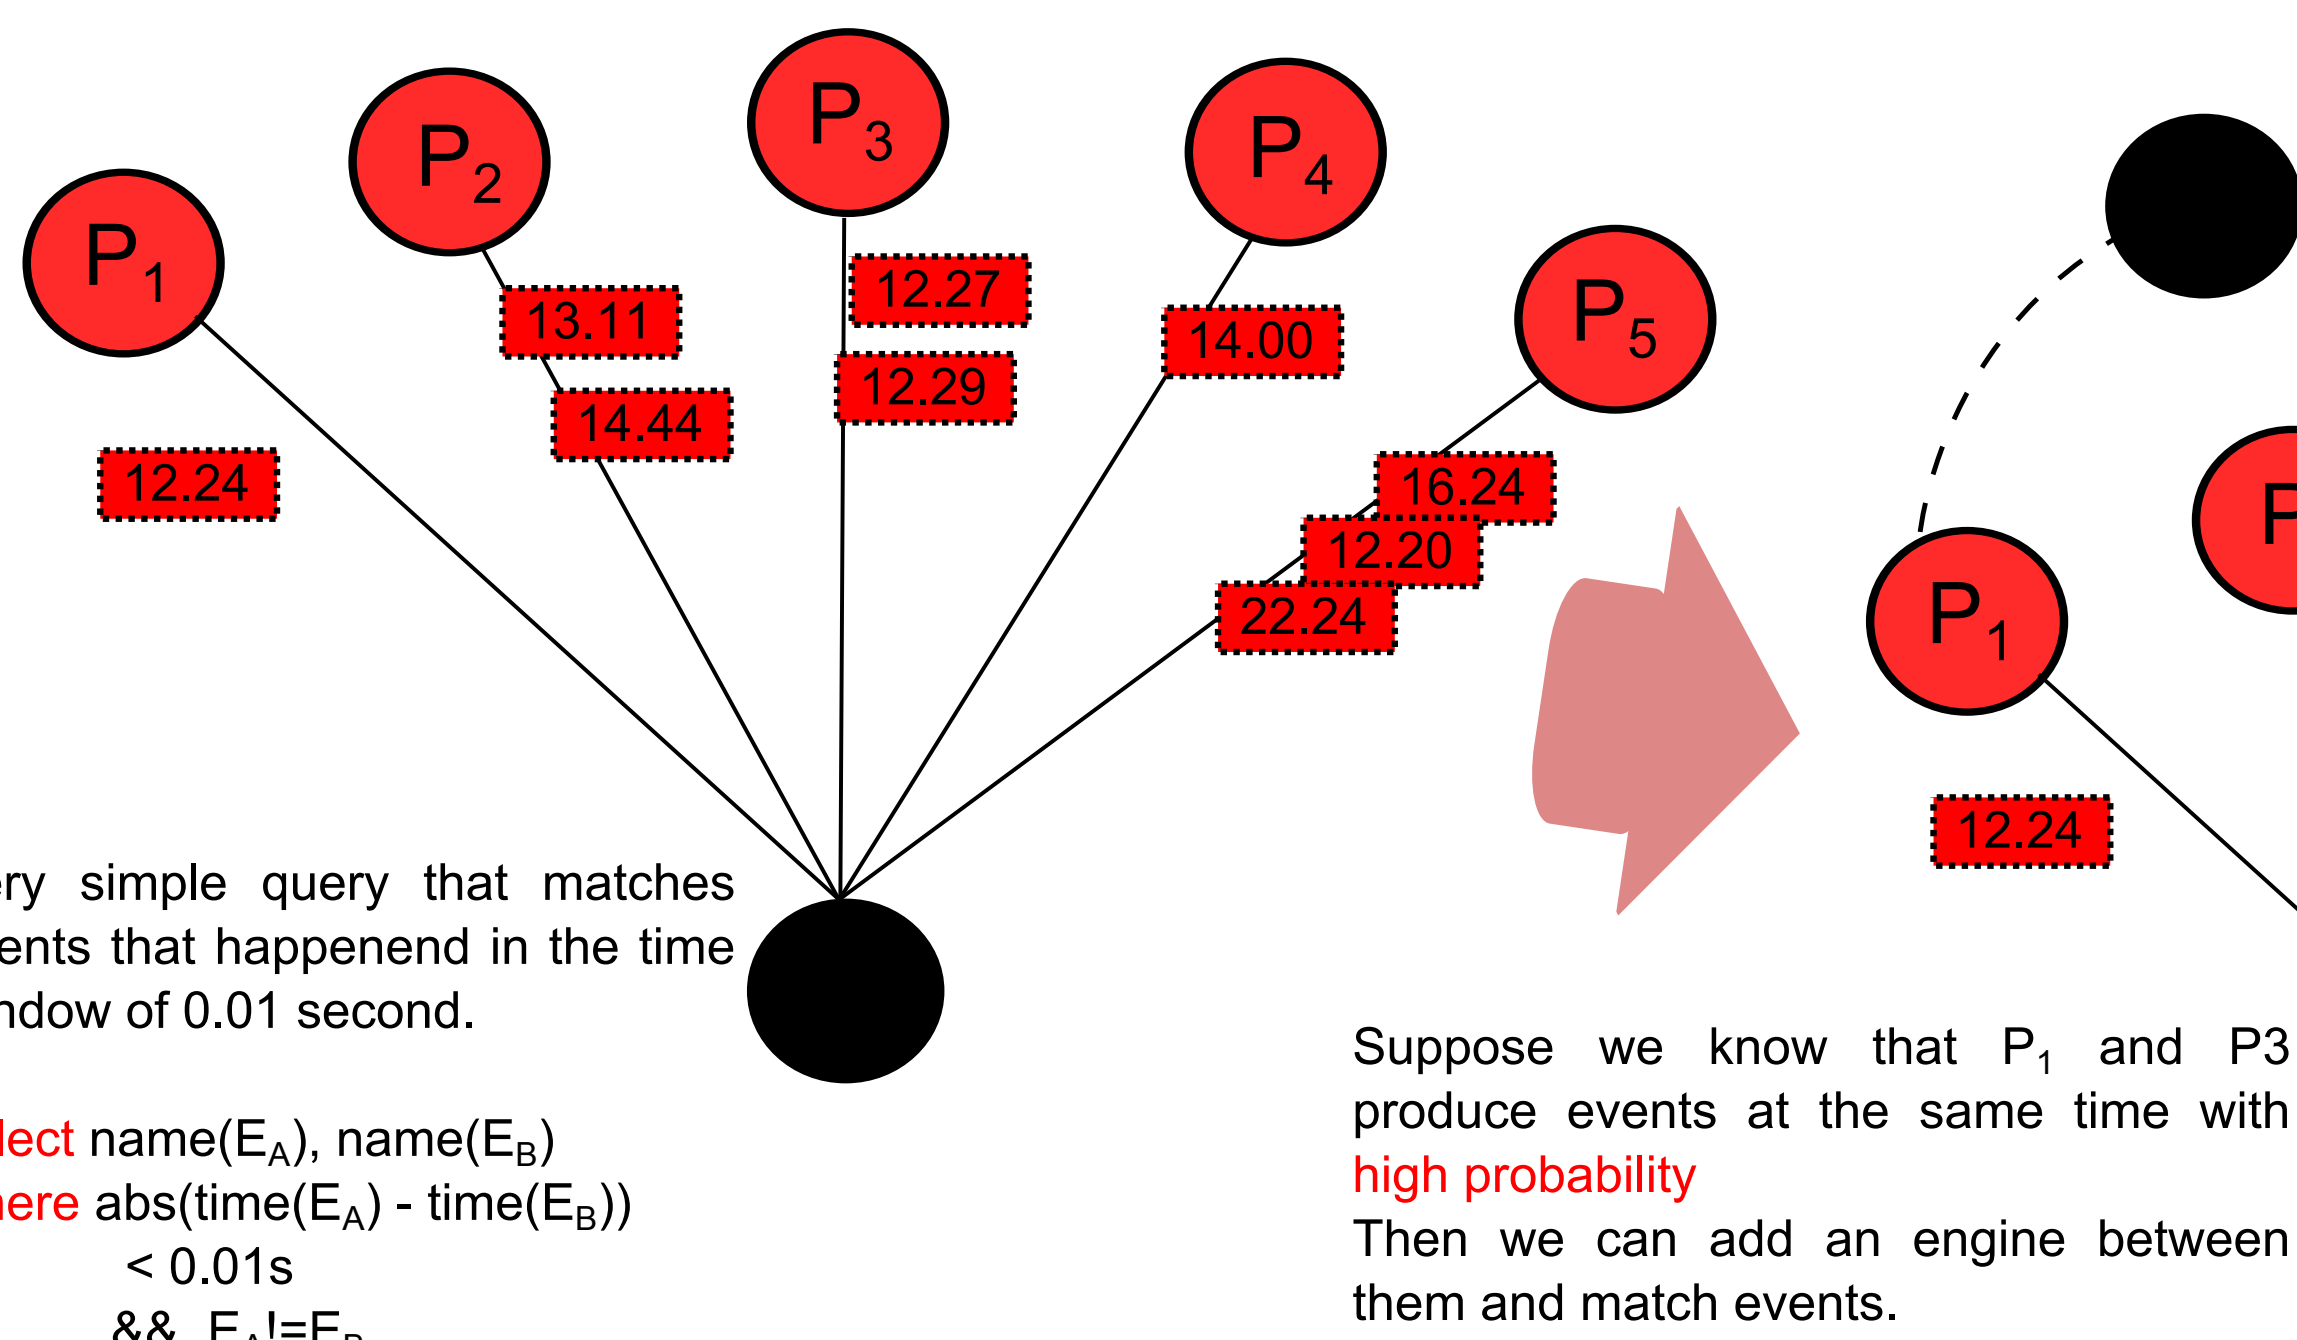 P3
P4
P2
P1
P5
12.27
13.11
14.00
12.29
14.44
12.24
16.24
12.20
22.24
P
P1
12.24
ery simple query that matches
ents that happenend in the time
ndow of 0.01 second.
lect name(EA), name(EB)
here abs(time(EA) - time(EB))
< 0.01s
&& EA!=EB
Suppose we know that P1 and P3
produce events at the same time with
high probability
Then we can add an engine between
them and match events.